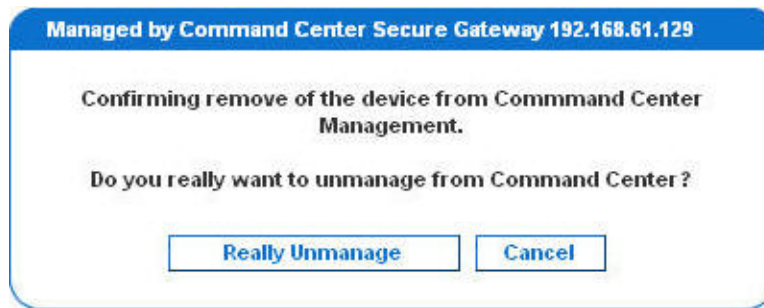 Managed by Command Center Secure Gateway 192.168.61.129
Confirming remove of the device from Commmand Center
Management.
Do you really want to unmanage from Command Center?
Really Unmanage
Cancel